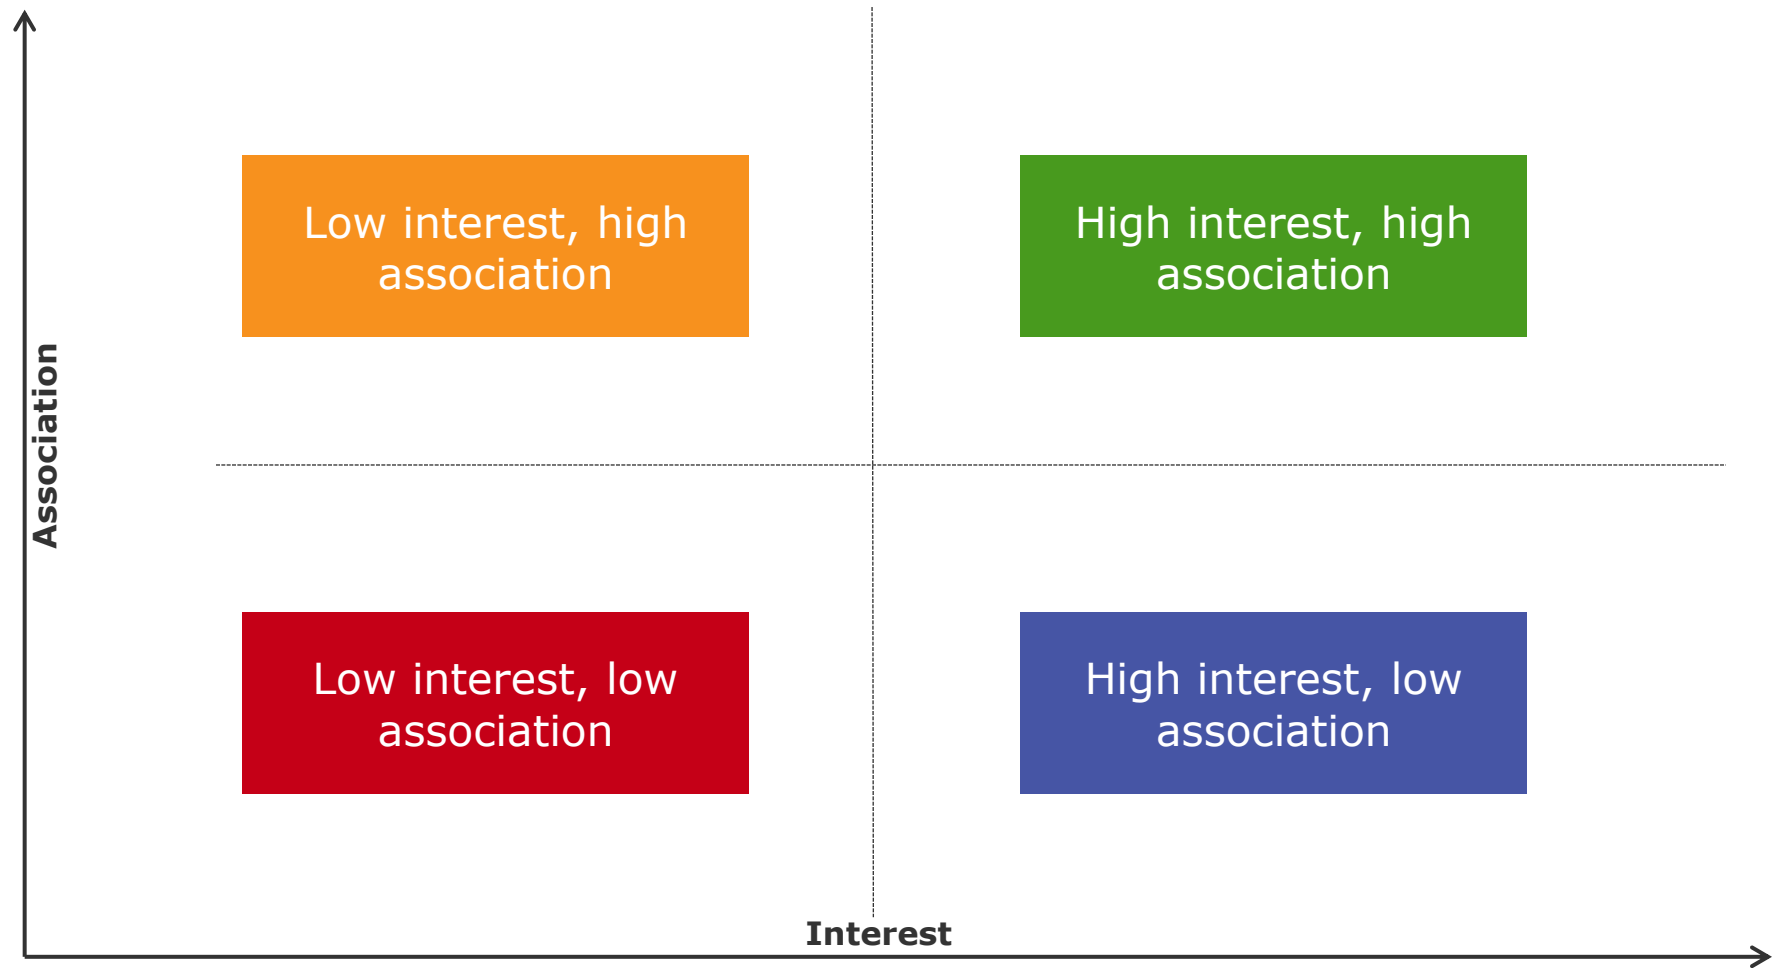 Low interest, high
association
High interest, high
association
Association
Low interest, low
association
High interest, low
association
Interest